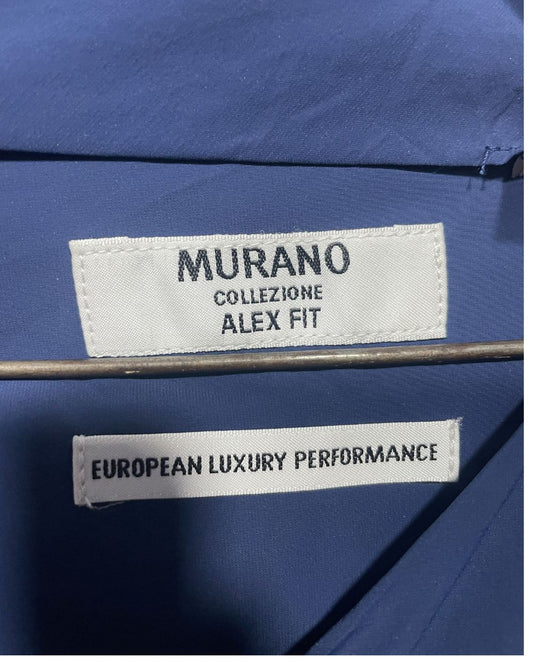 MURANO
COLLEZIONE
ALEX FIT
EUROPEAN LUXURY PERFORMANCE